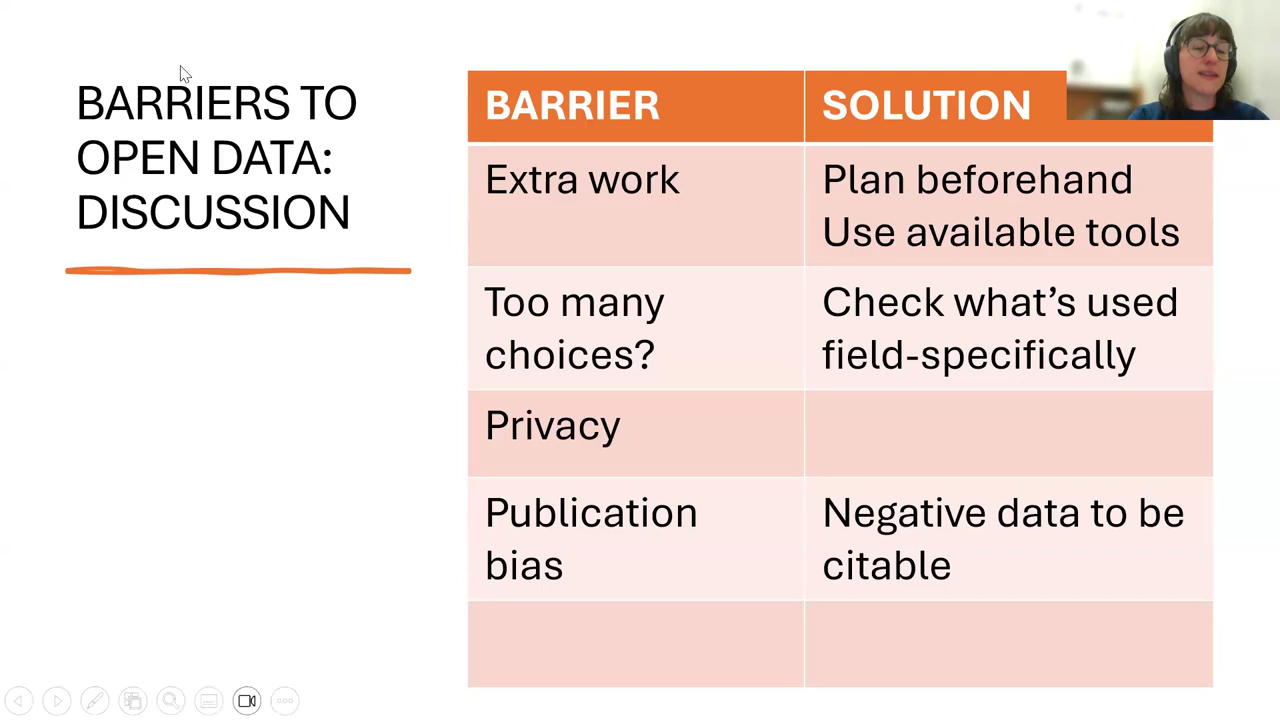 BARRIERS TO
OPEN DATA:
DISCUSSION
BARRIER
SOLUTION
Extra work
Plan beforehand
Use available tools
Too many
choices?
Check what’s used
field-specifically
Privacy
Publication
bias
Negative data to be
citable